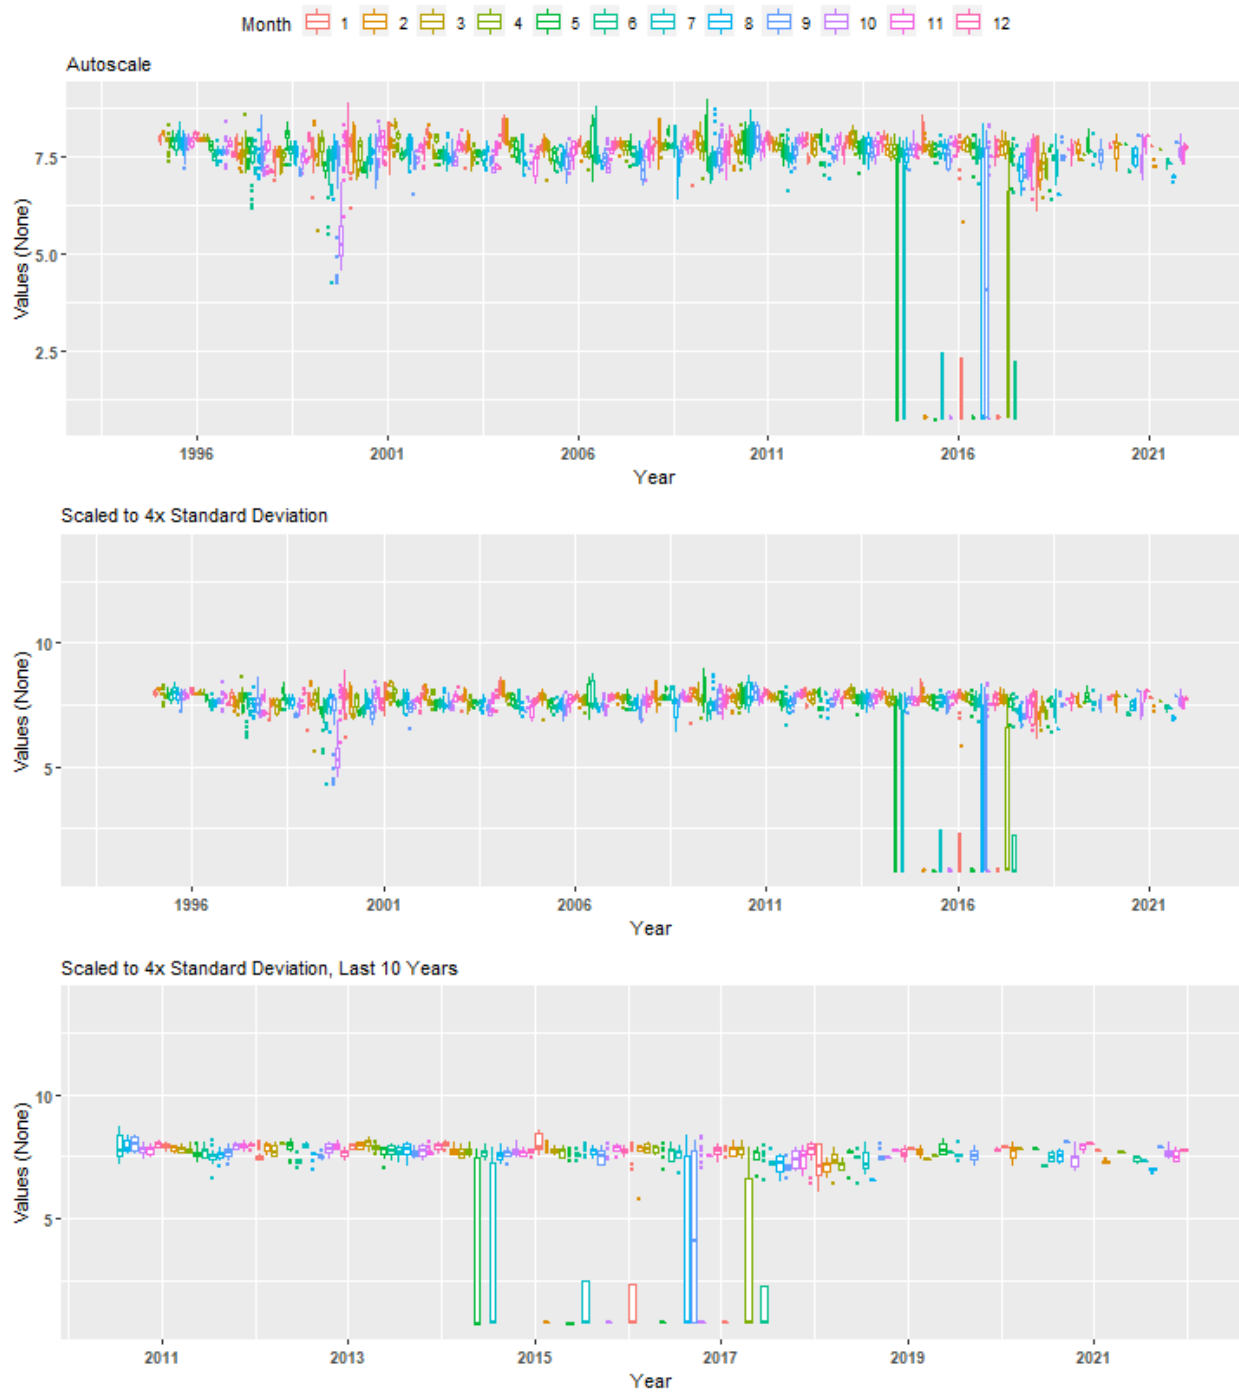 Month 1 2 3 4 5 6 7 8 9 10 11 12
Autoscale
Values (None)
7.5
5.0
2.5
1996 2001 2006 2011 2016 2021
Year
Scaled to 4x Standard Deviation
Values (None)
10
5
1996 2001 2006 2011 2016 2021
Year
Scaled to 4x Standard Deviation, Last 10 Years
Values (None)
10
5
2011 2013 2015 2017 2019 2021
Year